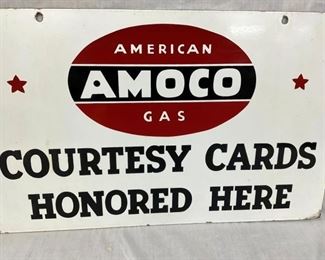 AMERICAN
AMOCO
GAS
COURTESY CARDS
HONORED HERE